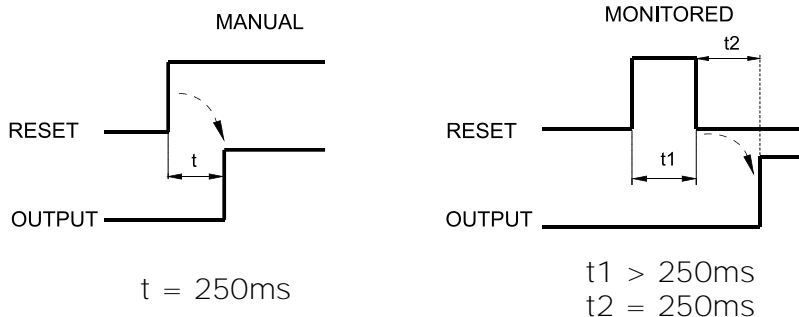 MANUAL
RESET
t
OUTPUT
t = 250ms
MONITORED
t2
RESET
t1
OUTPUT
t1 > 250ms
t2 = 250ms